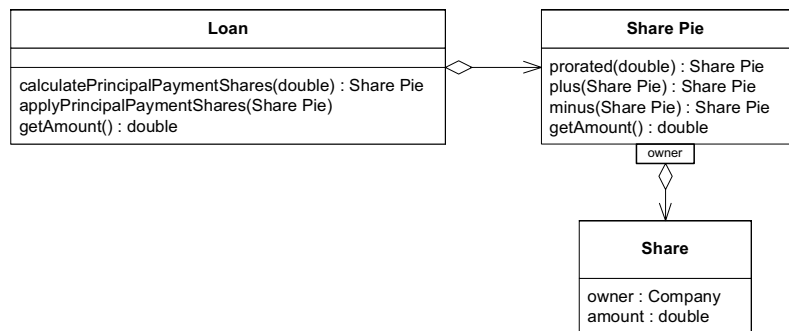 Loan
calculatePrincipalPaymentShares(double) : Share Pie
applyPrincipalPaymentShares(Share Pie)
getAmount() : double
Share Pie
prorated(double) : Share Pie
plus(Share Pie) : Share Pie
minus(Share Pie) : Share Pie
getAmount() : double
owner
Share
owner : Company
amount : double